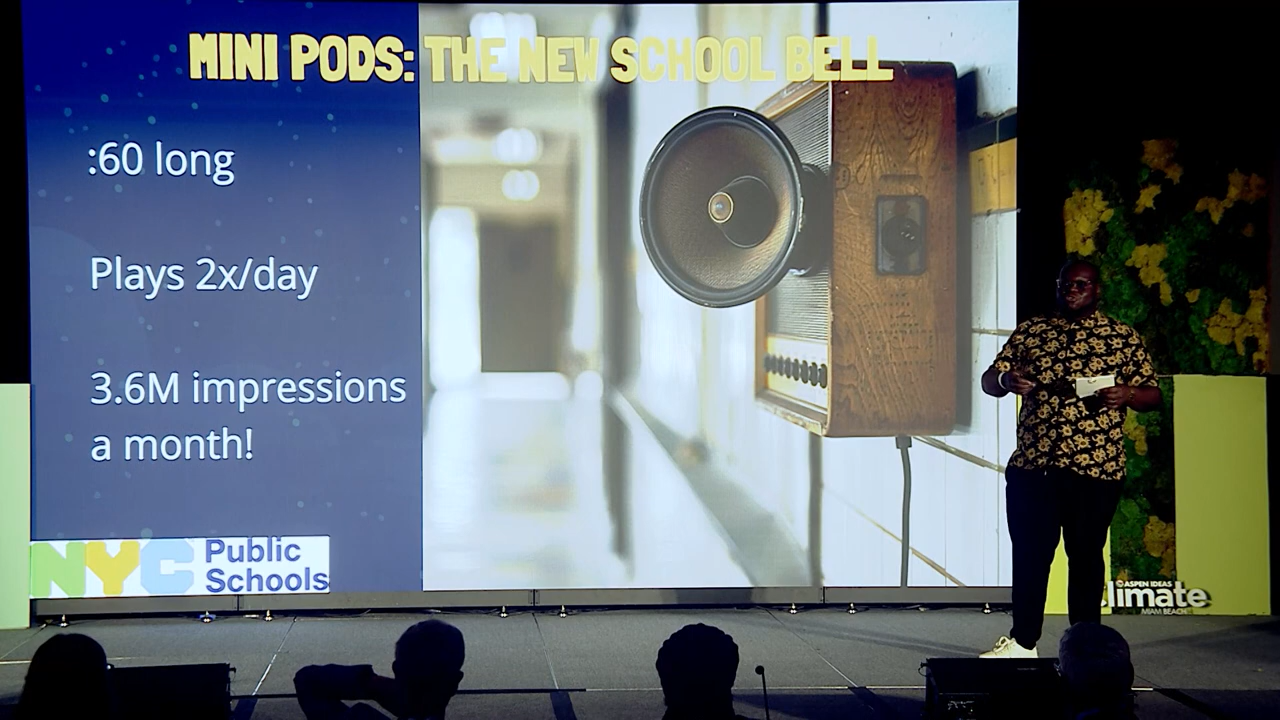 MINI PODS: THE NEW SCHOOL BELL
:60 long
Plays 2x/day
3.6M impressions
a month!
NYC Public
Schools
ASPEN IDEAS
limate
MIAMI BEACH